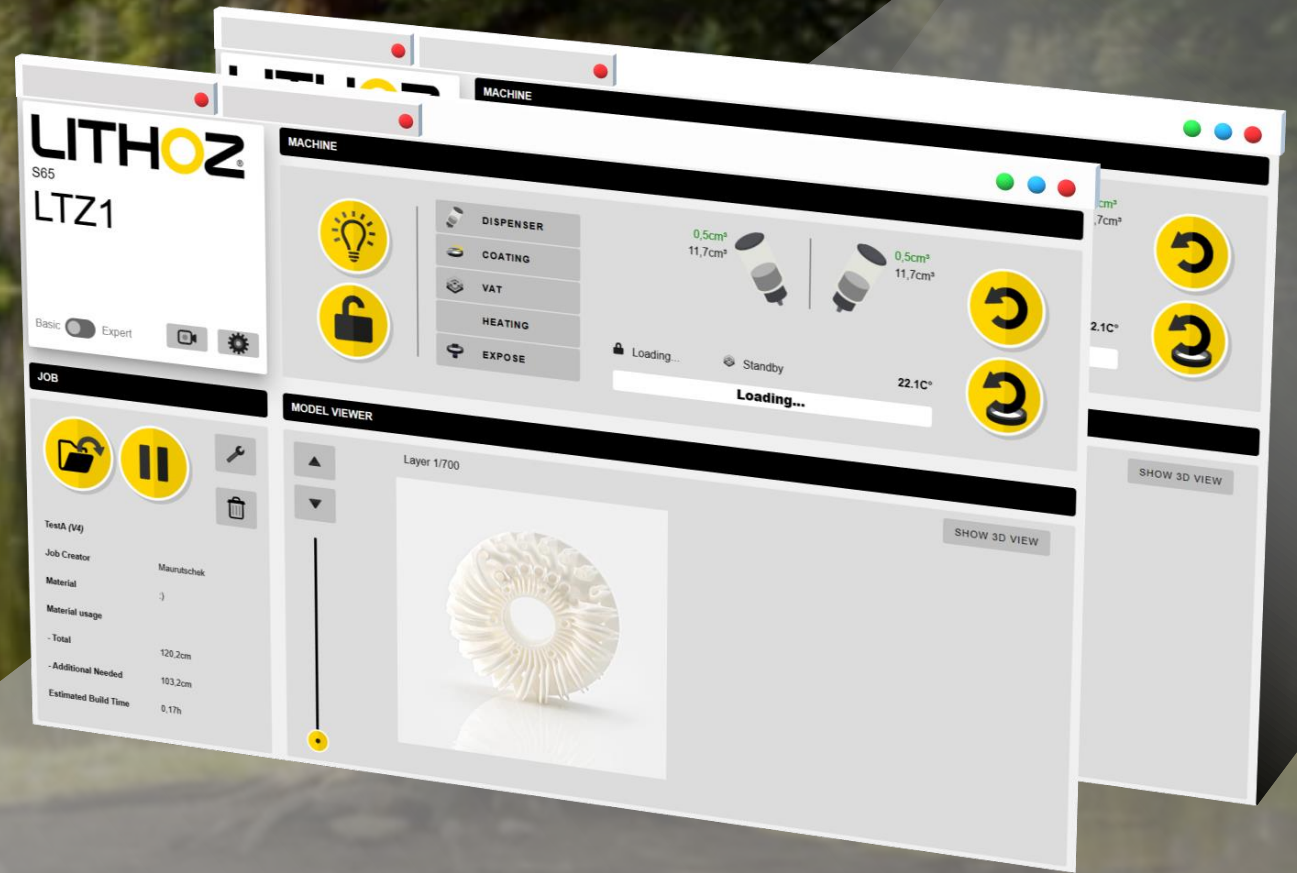 MACHINE
cm³
,7cm³
2.1C°
SHOW 3D VIEW
LITHOZ®
S65
LTZ1
Basic Expert
MACHINE
DISPENSER
COATING
VAT
HEATING
EXPOSE
0,5cm³
11,7cm³
0,5cm³
11,7cm³
Loading...
Standby
22.1C°
Loading...
JOB
TestA (V4)
Job Creator Maurutschek
Material :)
Material usage
- Total 120,2cm
- Additional Needed 103,2cm
Estimated Build Time 0,17h
MODEL VIEWER
Layer 1/700
SHOW 3D VIEW